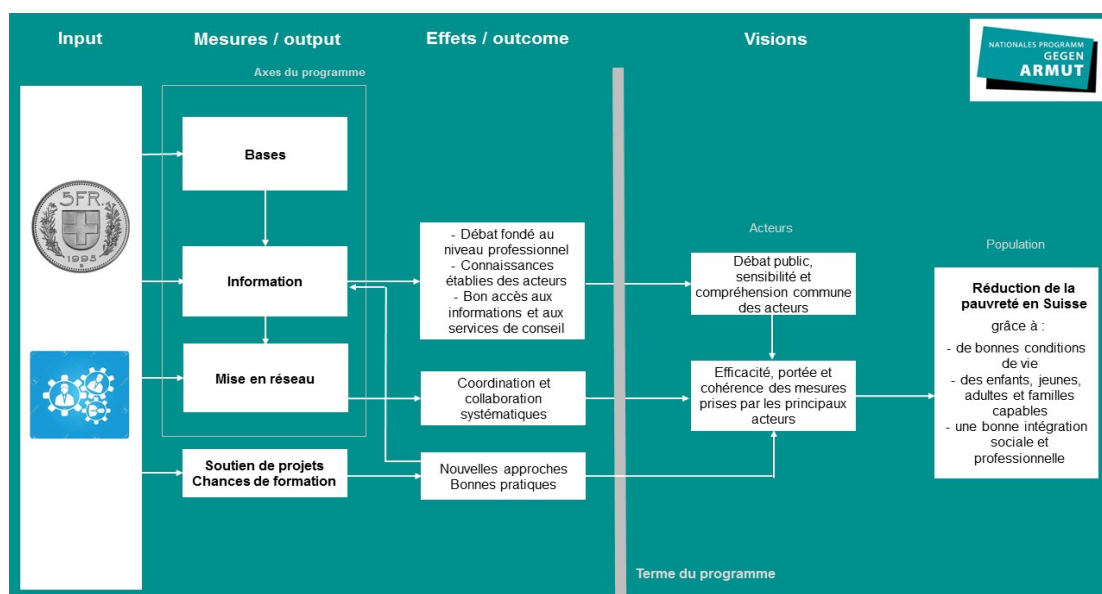 Input
Mesures / output
Effets / outcome
Visions
NATIONALES PROGRAMM
GEGEN
ARMUT
Axes du programme
Bases
5FR.
1995
B
Information
Mise en réseau
Soutien de projets
Chances de formation
- Débat fondé au
niveau professionnel
- Connaissances
établies des acteurs
- Bon accès aux
informations et aux
services de conseil
Coordination et
collaboration
systématiques
Nouvelles approches
Bonnes pratiques
Acteurs
Débat public,
sensibilité et
compréhension commune
des acteurs
Efficacité, portée et
cohérence des mesures
prises par les principaux
acteurs
Population
Réduction de la
pauvreté en Suisse
grâce à :
- de bonnes conditions
de vie
- des enfants, jeunes,
adultes et familles
capables
- une bonne intégration
sociale et
professionnelle
Terme du programme